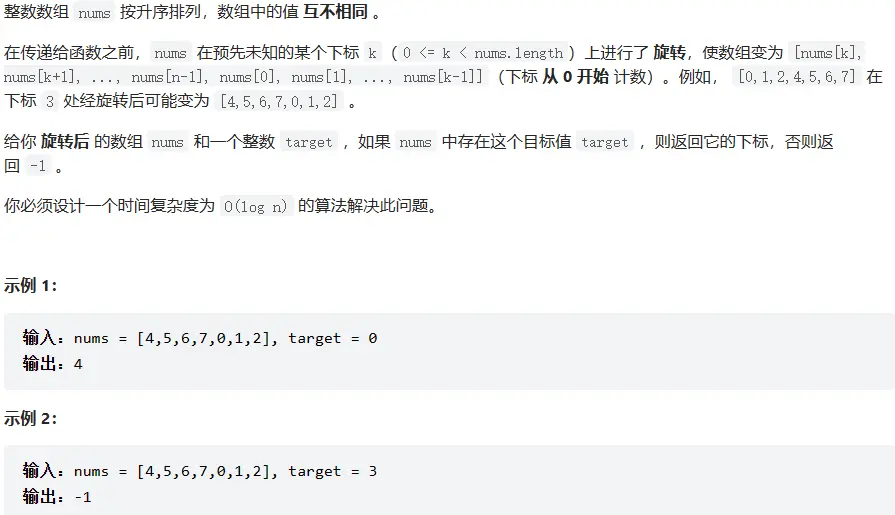 整数数组 nums 按升序排列，数组中的值 互不相同 。
在传递给函数之前，nums 在预先未知的某个下标 k（0 <= k < nums.length）上进行了 旋转，使数组变为 [nums[k],
nums[k+1], ..., nums[n-1], nums[0], nums[1], ..., nums[k-1]]（下标 从 0 开始 计数）。例如， [0,1,2,4,5,6,7] 在
下标 3 处经旋转后可能变为 [4,5,6,7,0,1,2] 。
给你 旋转后 的数组 nums 和一个整数 target ，如果 nums 中存在这个目标值 target ，则返回它的下标，否则返
回 -1 。
你必须设计一个时间复杂度为 O(log n) 的算法解决此问题。
示例 1：
输入：nums = [4,5,6,7,0,1,2], target = 0
输出：4
示例 2：
输入：nums = [4,5,6,7,0,1,2], target = 3
输出：-1